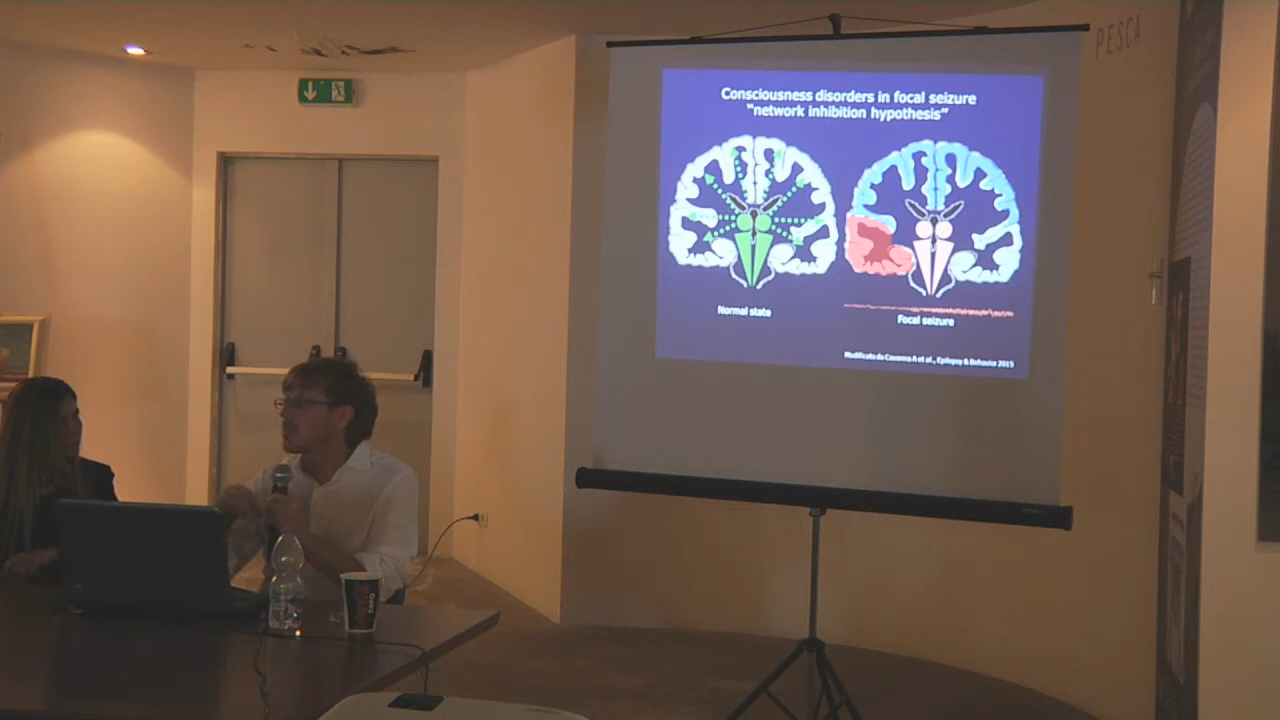 PESCA
Consciousness disorders in focal seizure
"network inhibition hypothesis"
Normal state
Focal seizure
Modificato da Cavanna A et al., Epilepsy & Behavior 2015